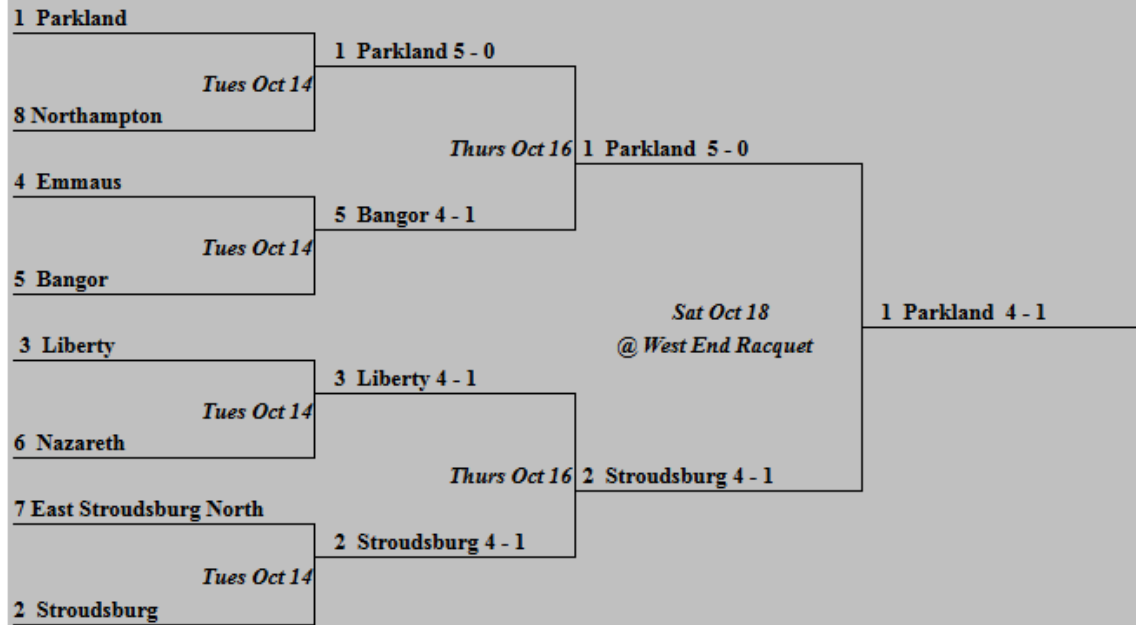 1 Parkland
1 Parkland 5 - 0
Tues Oct 14
8 Northampton
Thurs Oct 16 1 Parkland 5 - 0
4 Emmaus
5 Bangor 4 - 1
Tues Oct 14
5 Bangor
Sat Oct 18
1 Parkland 4 - 1
@ West End Racquet
3 Liberty
3 Liberty 4 - 1
Tues Oct 14
6 Nazareth
Thurs Oct 16 2 Stroudsburg 4 - 1
7 East Stroudsburg North
2 Stroudsburg 4 - 1
Tues Oct 14
2 Stroudsburg